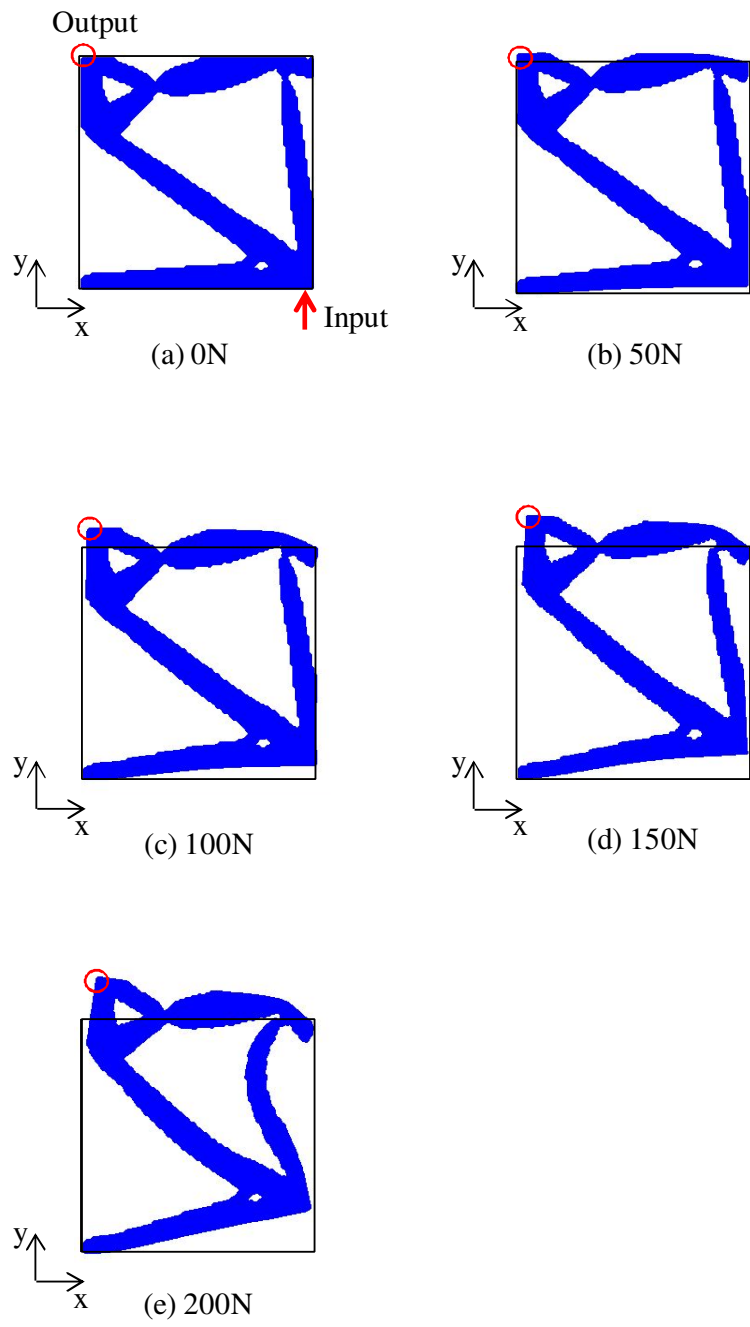 Output
y
x
Input
(a) 0N
y
x
(b) 50N
y
x
(c) 100N
y
x
(d) 150N
y
x
(e) 200N